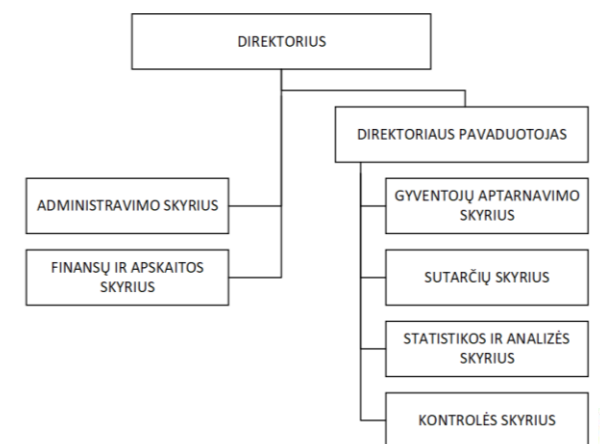 DIREKTORIUS
DIREKTORIAUS PAVADUOTOJAS
ADMINISTRAVIMO SKYRIUS
GYVENTOJŲ APTARNAVIMO
SKYRIUS
FINANSŲ IR APSKAITOS
SKYRIUS
SUTARČIŲ SKYRIUS
STATISTIKOS IR ANALIZĖS
SKYRIUS
KONTROLĖS SKYRIUS